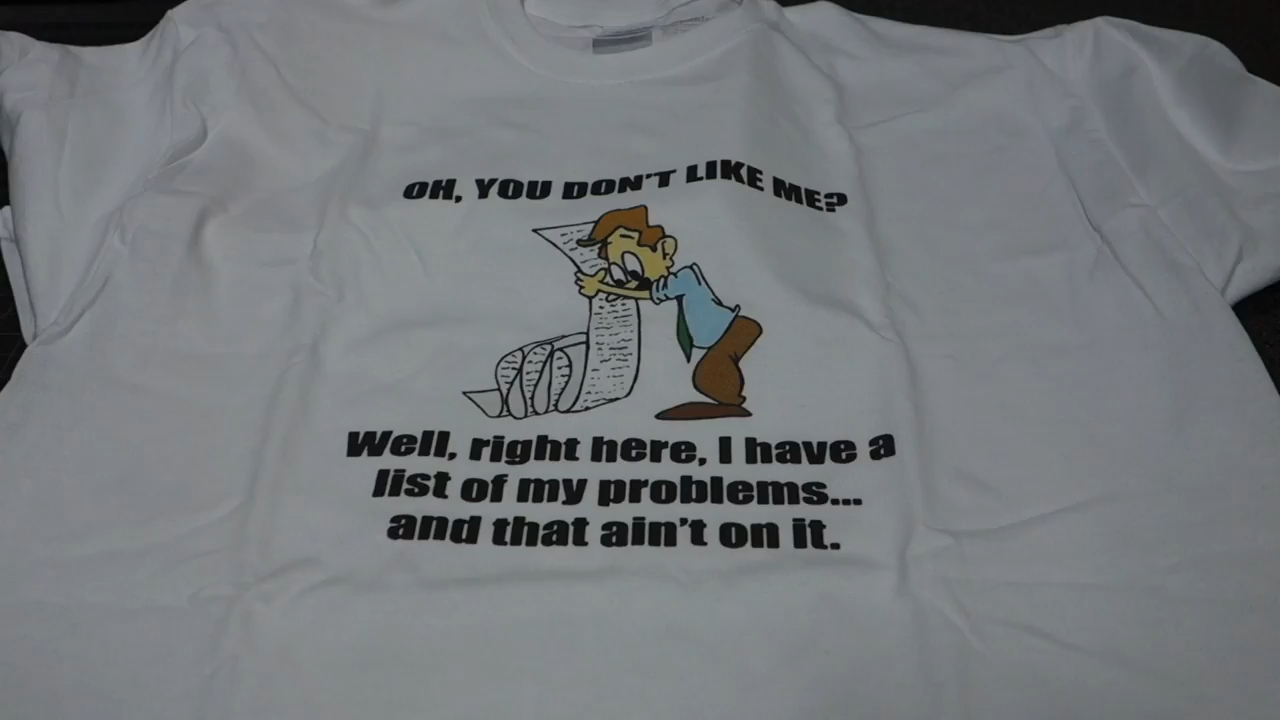 OH, YOU DON'T LIKE ME?
Well, right here, I have a
list of my problems...
and that ain't on it.